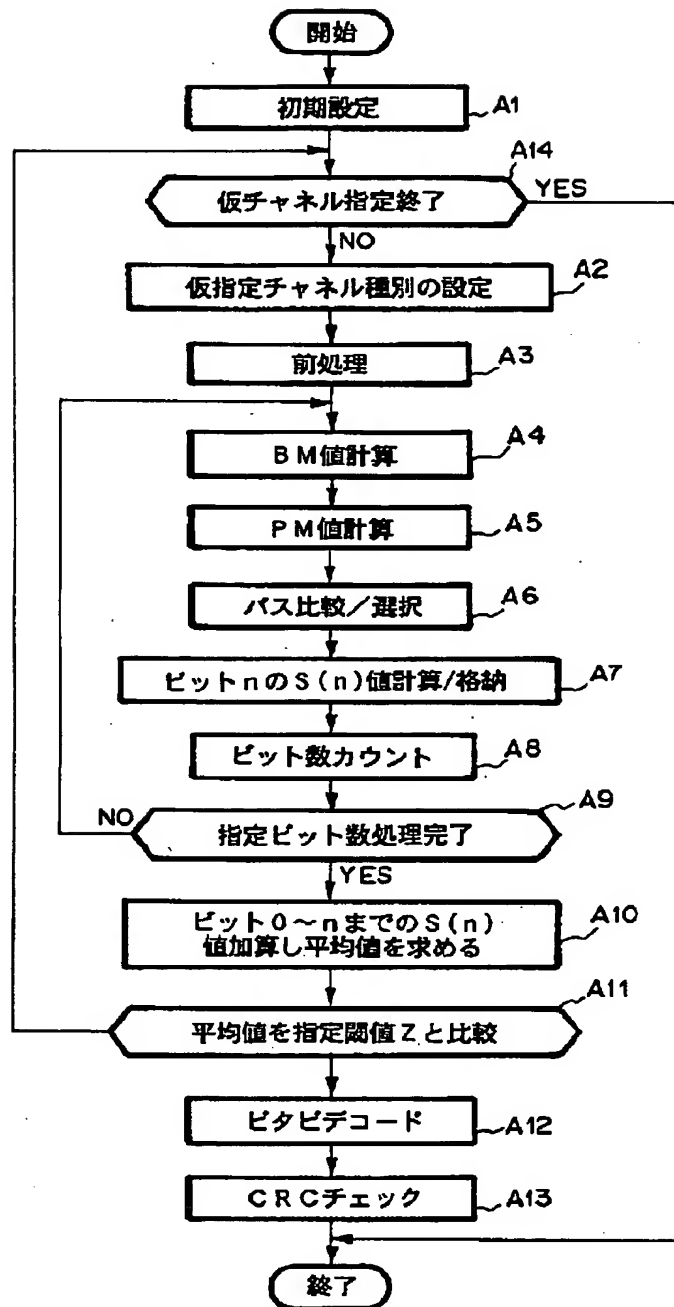 開始
初期設定
A1
A14
仮チャネル指定終了
YES
NO
仮指定チャネル種別の設定
A2
前処理
A3
BM値計算
A4
PM値計算
A5
パス比較／選択
A6
ビットnのS(n)値計算/格納
A7
ビット数カウント
A8
NO
指定ビット数処理完了
A9
YES
ビット0～nまでのS(n)
値加算し平均値を求める
A10
平均値を指定閾値Zと比較
A11
ビタビデコード
A12
CRCチェック
A13
終了